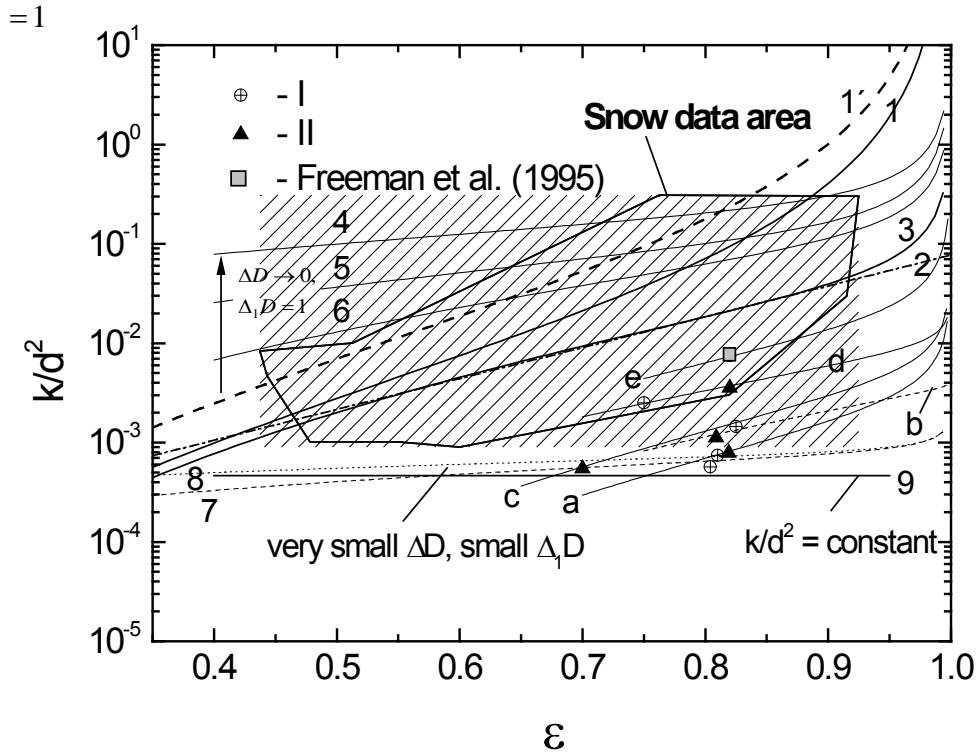 = 1
10¹
10⁰
10⁻¹
10⁻²
10⁻³
10⁻⁴
10⁻⁵
k/d²
- I
- II
- Freeman et al. (1995)
Snow data area
1′
1
4
5
6
3
2
ΔD → 0,
Δ₁D = 1
e
d
b
8
7
c
a
9
very small ΔD, small Δ₁D
k/d² = constant
0.4 0.5 0.6 0.7 0.8 0.9 1.0
ε